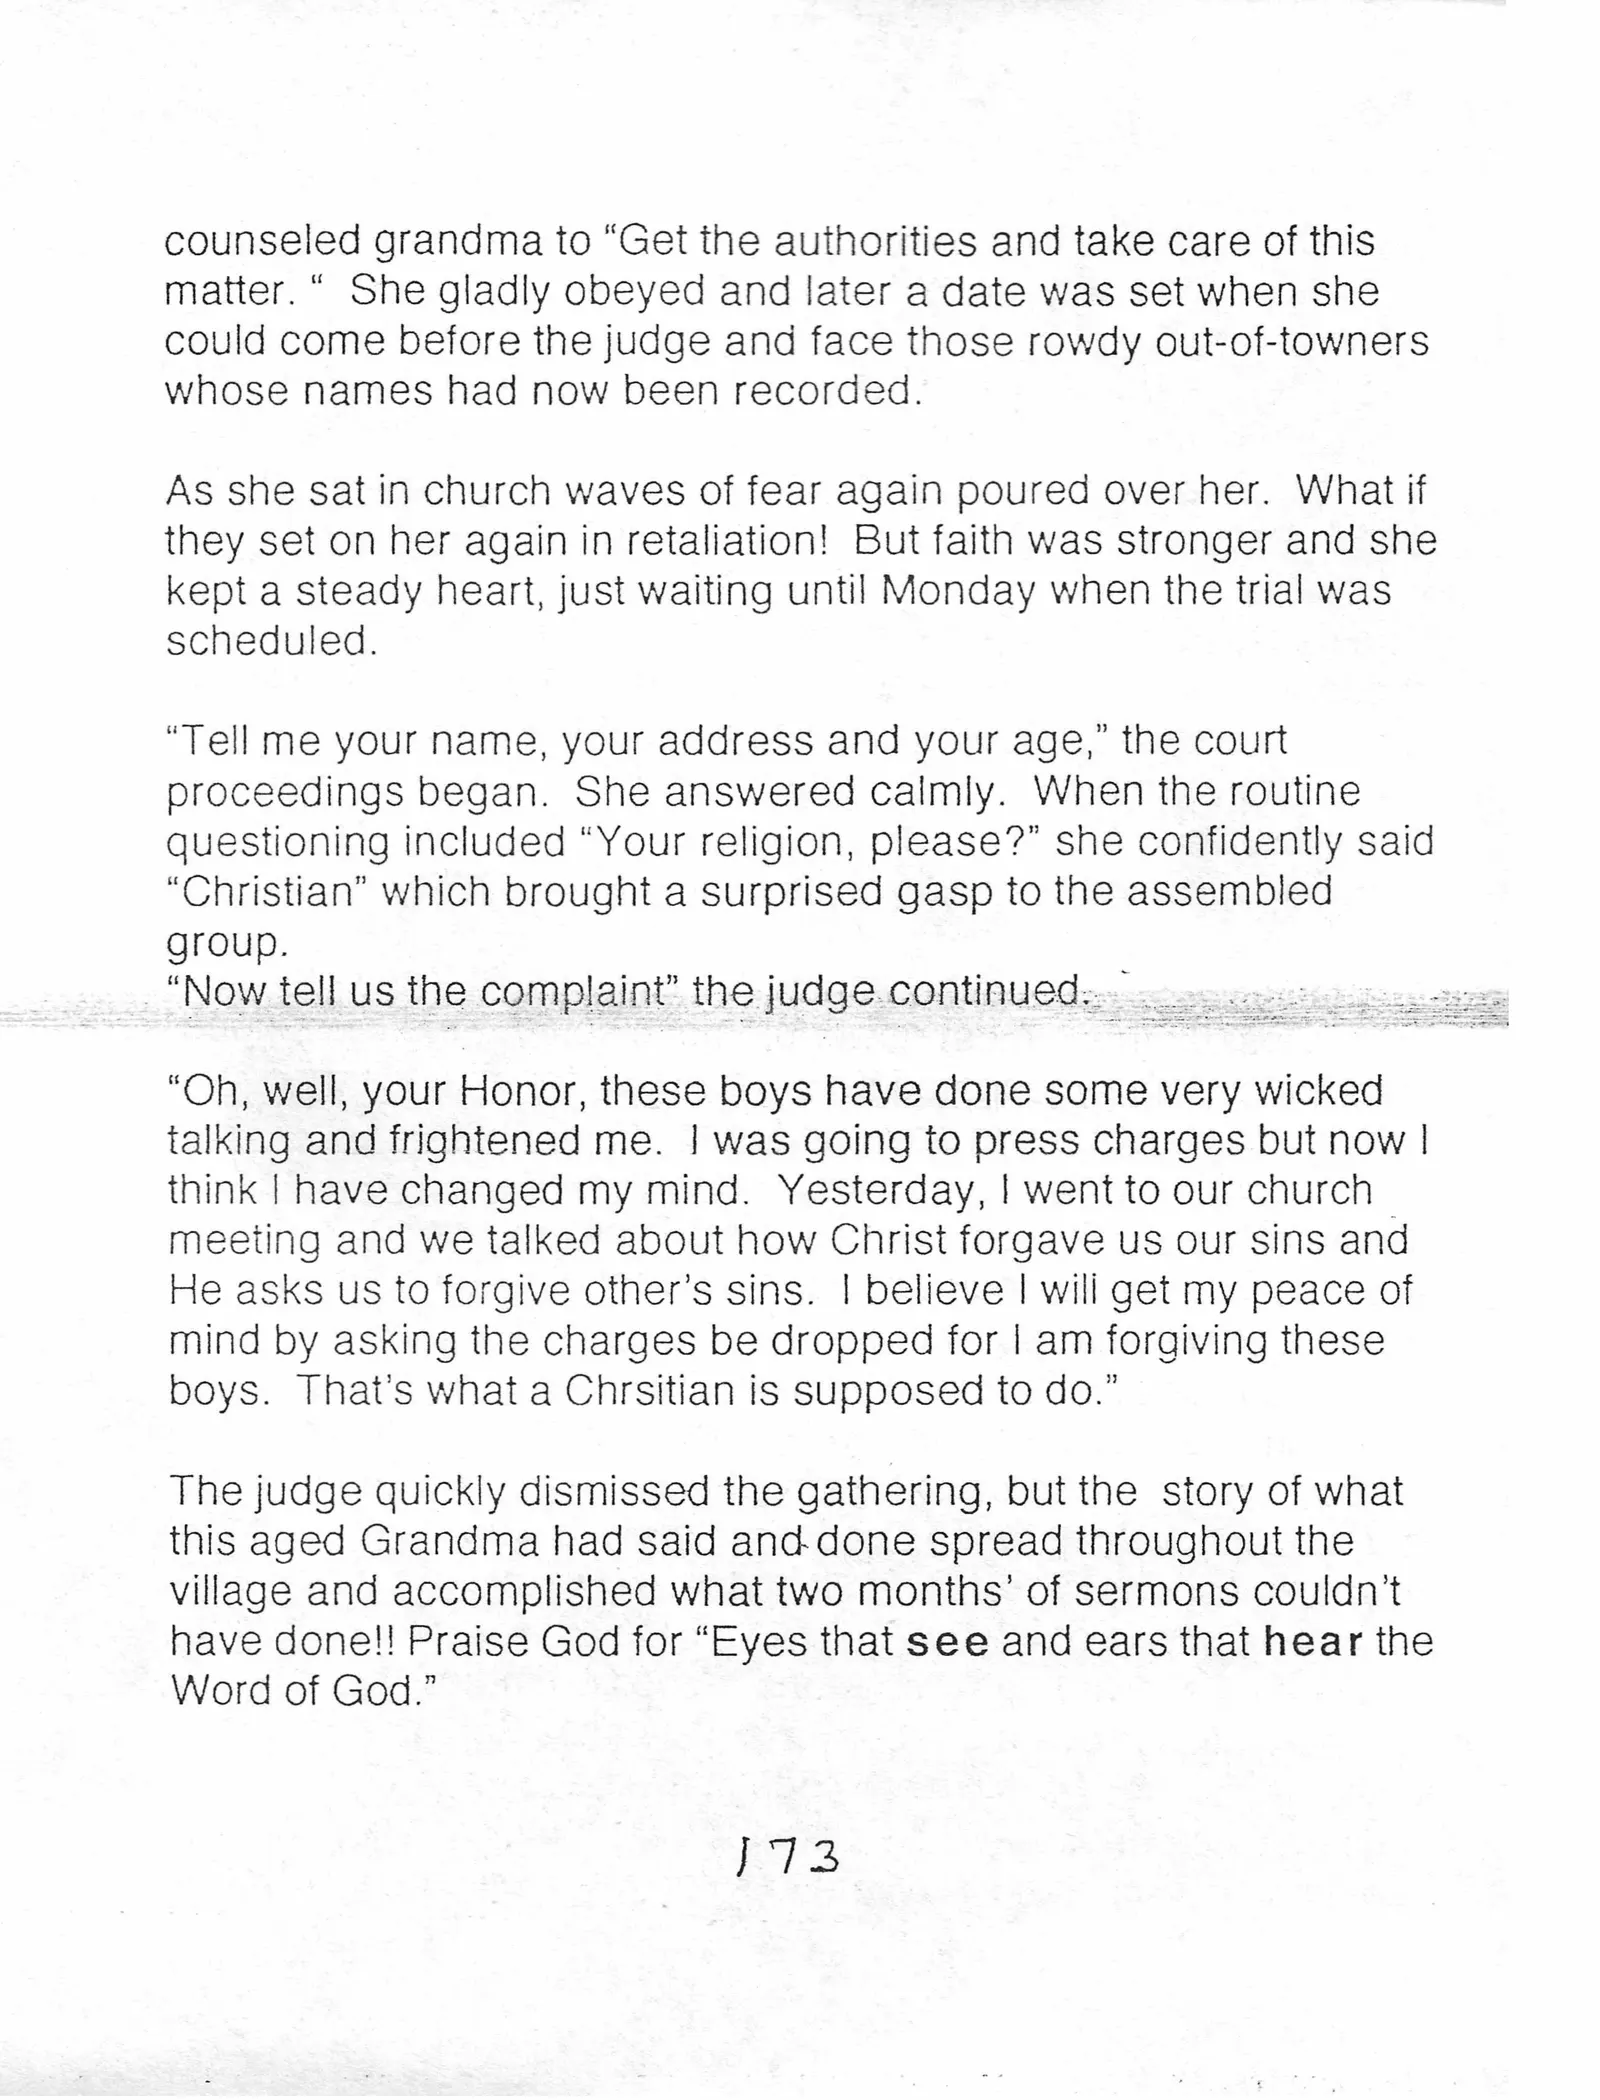 counseled grandma to “Get the authorities and take care of this
matter. “  She gladly obeyed and later a date was set when she
could come before the judge and face those rowdy out-of-towners
whose names had now been recorded.

As she sat in church waves of fear again poured over her.  What if
they set on her again in retaliation!  But faith was stronger and she
kept a steady heart, just waiting until Monday when the trial was
scheduled.

“Tell me your name, your address and your age,” the court
proceedings began.  She answered calmly.  When the routine
questioning included “Your religion, please?” she confidently said
“Christian” which brought a surprised gasp to the assembled
group.
“Now tell us the complaint” the judge continued.

“Oh, well, your Honor, these boys have done some very wicked
talking and frightened me.  I was going to press charges but now I
think I have changed my mind.  Yesterday, I went to our church
meeting and we talked about how Christ forgave us our sins and
He asks us to forgive other’s sins.  I believe I will get my peace of
mind by asking the charges be dropped for I am forgiving these
boys.  That’s what a Chrsitian is supposed to do.”

The judge quickly dismissed the gathering, but the  story of what
this aged Grandma had said and done spread throughout the
village and accomplished what two months’ of sermons couldn’t
have done!! Praise God for “Eyes that see and ears that hear the
Word of God.”

173